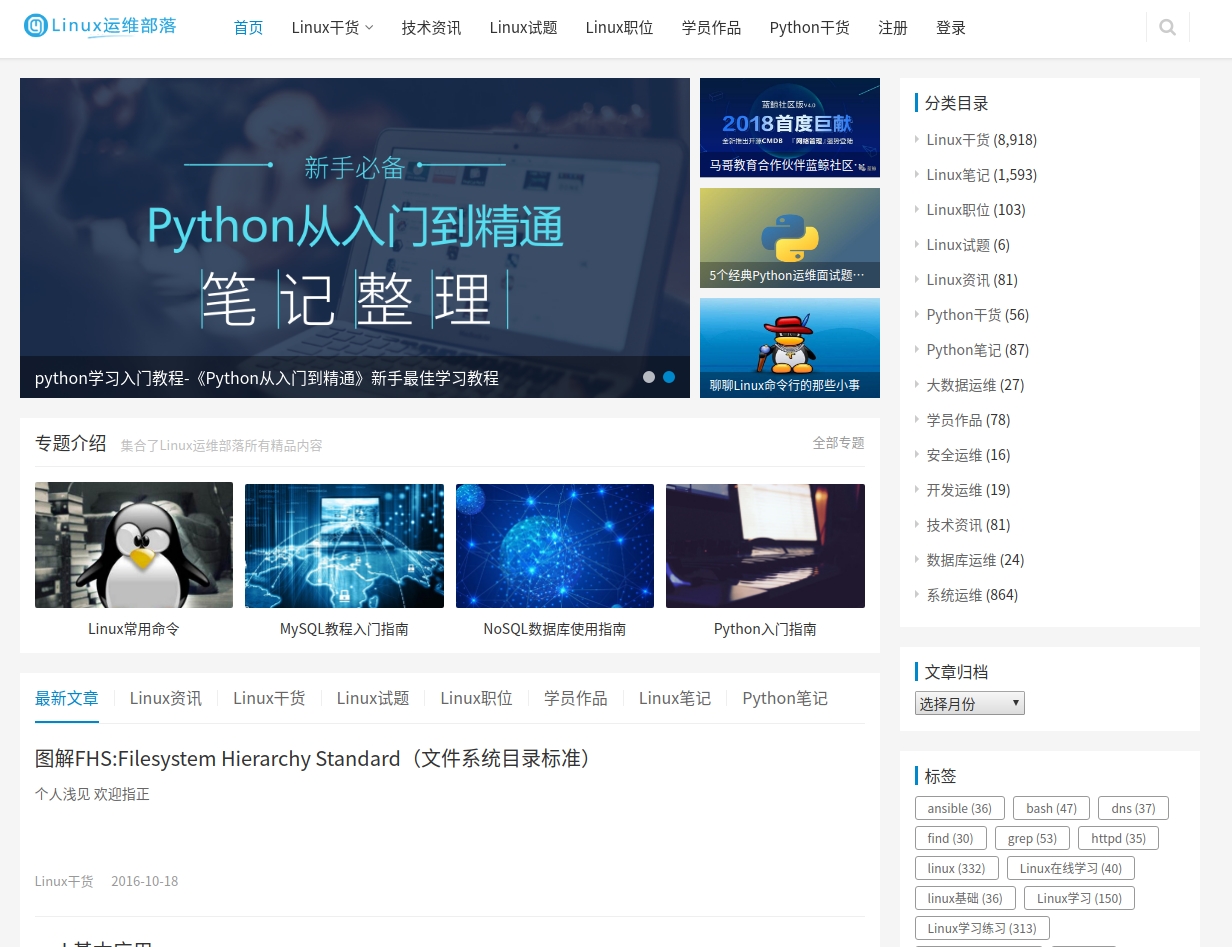 Linux运维部落
首页 Linux干货 技术资讯 Linux试题 Linux职位 学员作品 Python干货 注册 登录
新手必备
Python从入门到精通
笔记整理
python学习入门教程-《Python从入门到精通》新手最佳学习教程
蓝鲸社区版V4.0
2018首度巨献
马哥教育合作伙伴蓝鲸社区…
5个经典Python运维面试题…
聊聊Linux命令行的那些小事
专题介绍 集合了Linux运维部落所有精品内容 全部专题
Linux常用命令
MySQL教程入门指南
NoSQL数据库使用指南
Python入门指南
最新文章 Linux资讯 Linux干货 Linux试题 Linux职位 学员作品 Linux笔记 Python笔记
图解FHS:Filesystem Hierarchy Standard（文件系统目录标准）
个人浅见 欢迎指正
Linux干货 2016-10-18
分类目录
Linux干货 (8,918)
Linux笔记 (1,593)
Linux职位 (103)
Linux试题 (6)
Linux资讯 (81)
Python干货 (56)
Python笔记 (87)
大数据运维 (27)
学员作品 (78)
安全运维 (16)
开发运维 (19)
技术资讯 (81)
数据库运维 (24)
系统运维 (864)
文章归档
选择月份
标签
ansible (36) bash (47) dns (37)
find (30) grep (53) httpd (35)
linux (332) Linux在线学习 (40)
linux基础 (36) Linux学习 (150)
Linux学习练习 (313)